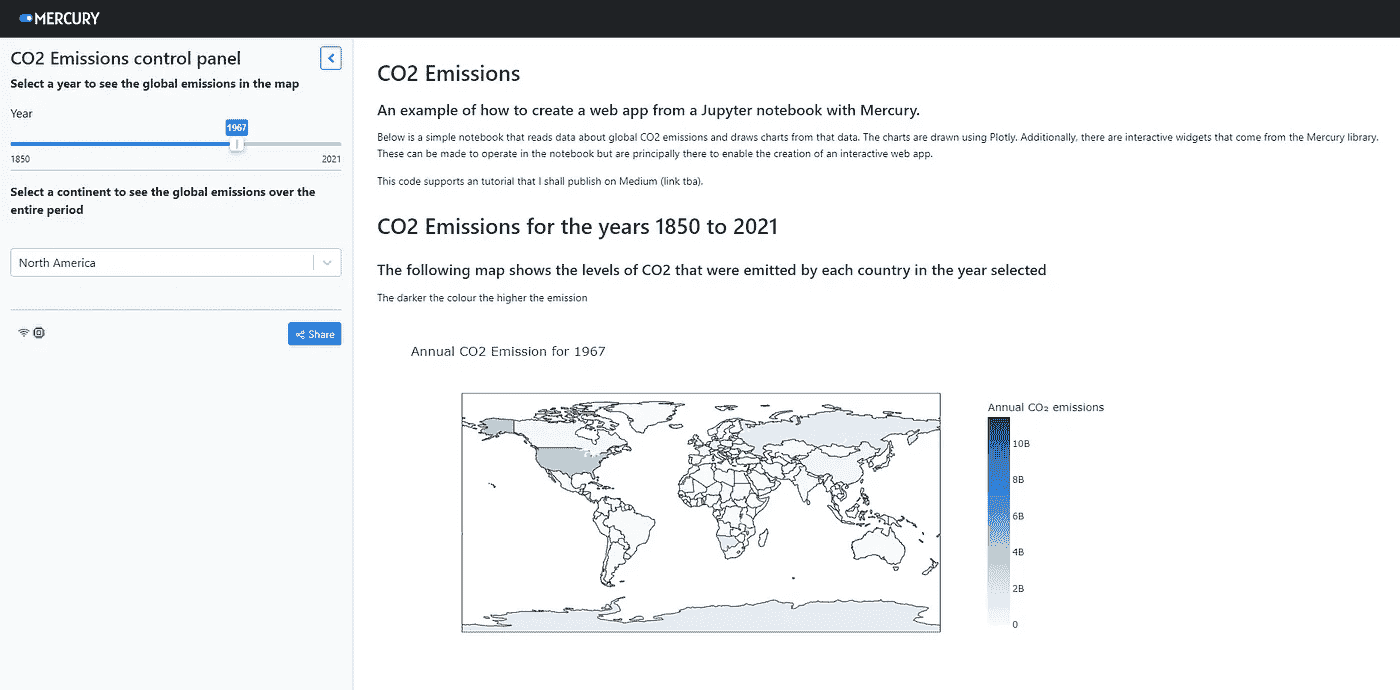 MERCURY
CO2 Emissions control panel
Select a year to see the global emissions in the map
Year
1967
1850
2021
Select a continent to see the global emissions over the
entire period
North America
Share
CO2 Emissions
An example of how to create a web app from a Jupyter notebook with Mercury.
Below is a simple notebook that reads data about global CO2 emissions and draws charts from that data. The charts are drawn using Plotly. Additionally, there are interactive widgets that come from the Mercury library.
These can be made to operate in the notebook but are principally there to enable the creation of an interactive web app.
This code supports an tutorial that I shall publish on Medium (link tba).
CO2 Emissions for the years 1850 to 2021
The following map shows the levels of CO2 that were emitted by each country in the year selected
The darker the colour the higher the emission
Annual CO2 Emission for 1967
Annual CO₂ emissions
10B
8B
6B
4B
2B
0